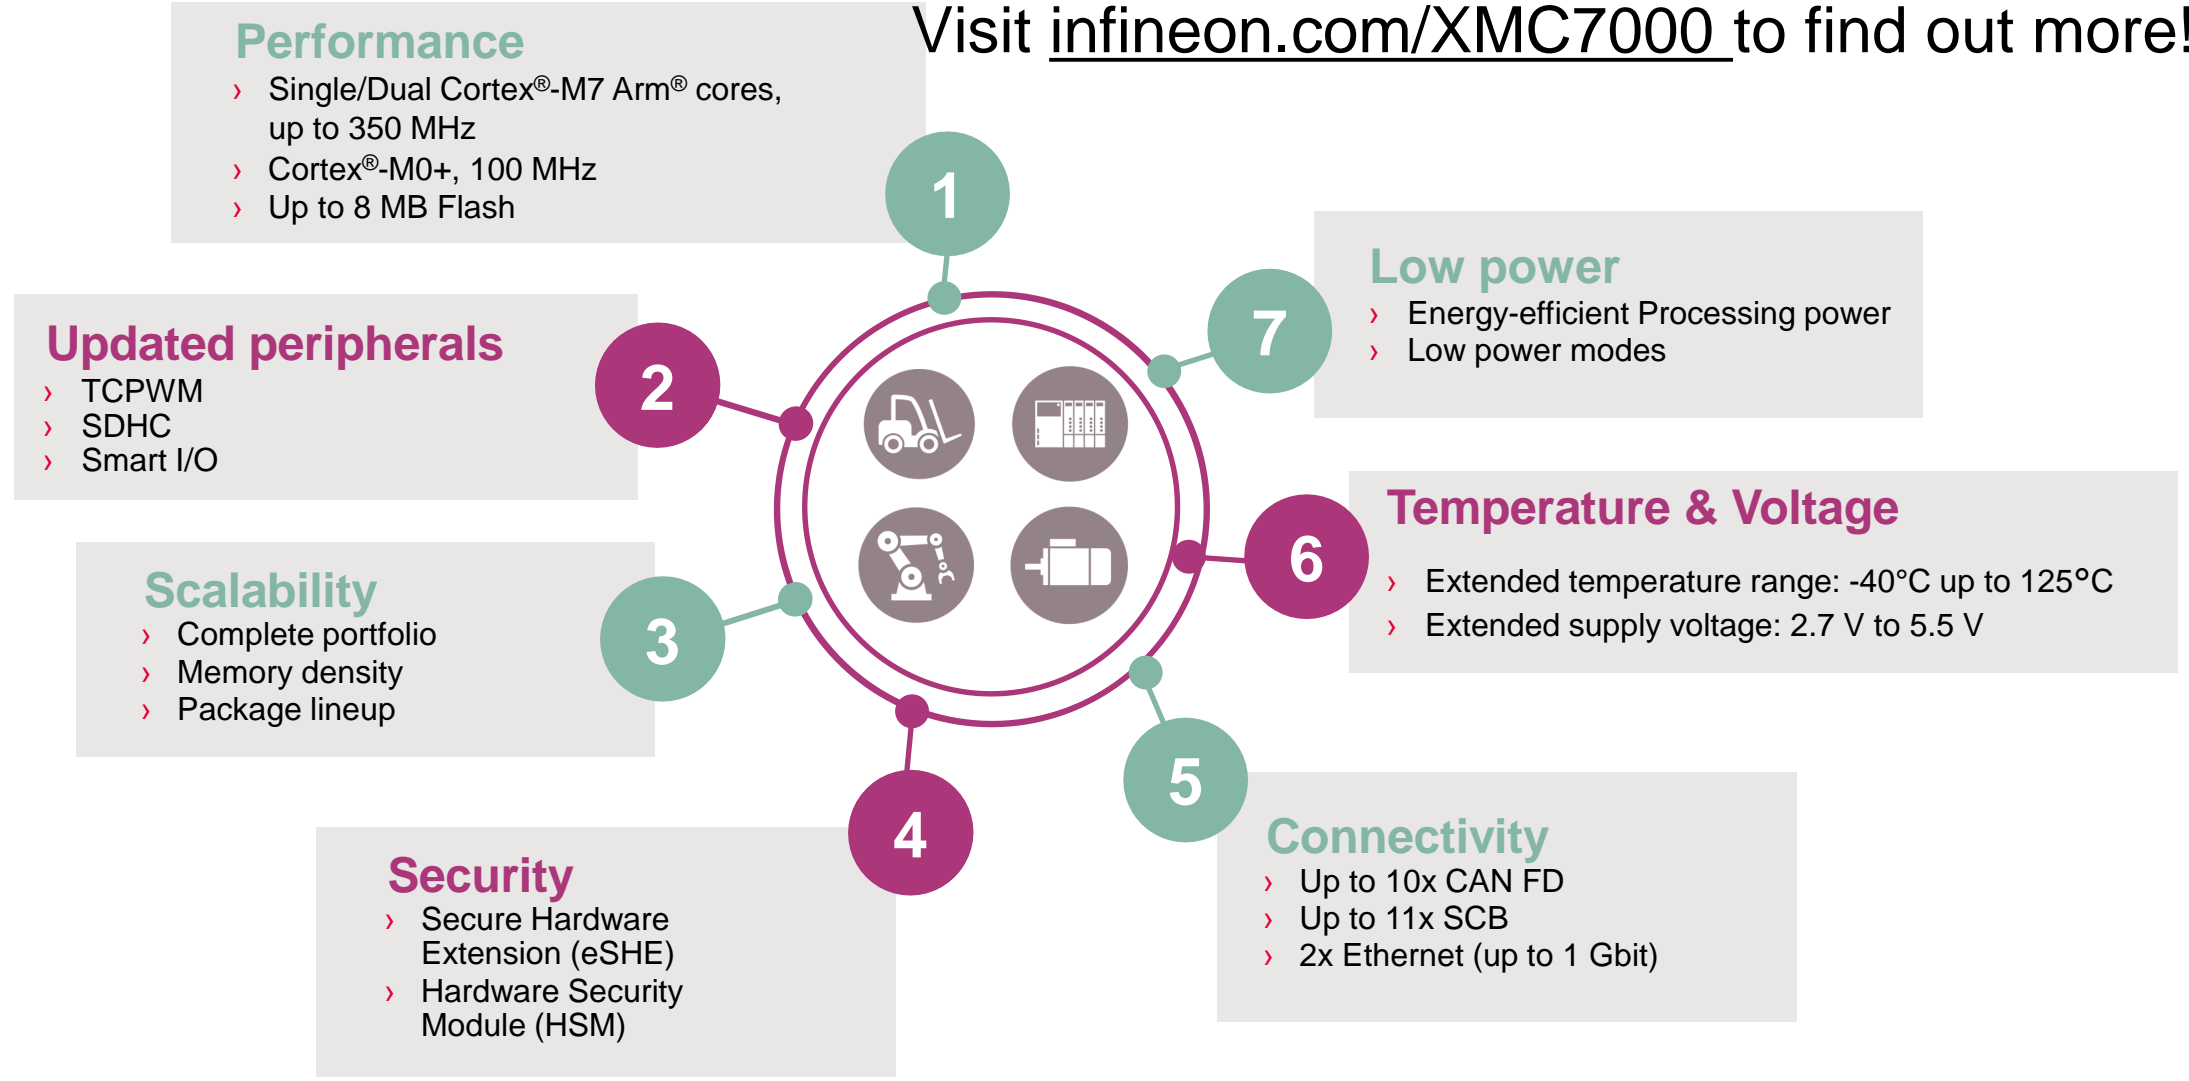 Visit infineon.com/XMC7000 to find out more!
1
Performance
› Single/Dual Cortex®-M7 Arm® cores,
up to 350 MHz
› Cortex®-M0+, 100 MHz
› Up to 8 MB Flash
2
Updated peripherals
› TCPWM
› SDHC
› Smart I/O
3
Scalability
› Complete portfolio
› Memory density
› Package lineup
4
Security
› Secure Hardware
Extension (eSHE)
› Hardware Security
Module (HSM)
5
Connectivity
› Up to 10x CAN FD
› Up to 11x SCB
› 2x Ethernet (up to 1 Gbit)
6
Temperature & Voltage
› Extended temperature range: -40°C up to 125°C
› Extended supply voltage: 2.7 V to 5.5 V
7
Low power
› Energy-efficient Processing power
› Low power modes